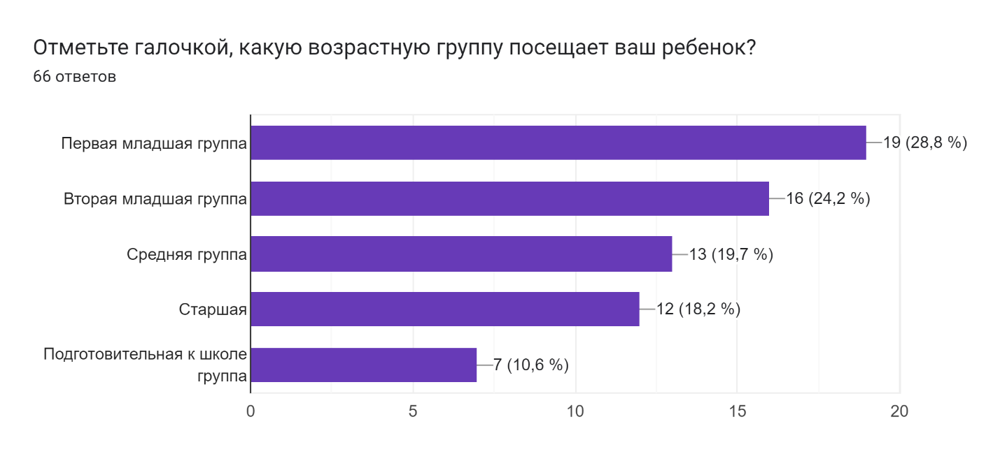 Отметьте галочкой, какую возрастную группу посещает ваш ребенок?
66 ответов
Первая младшая группа
19 (28,8 %)
Вторая младшая группа
16 (24,2 %)
Средняя группа
13 (19,7 %)
Старшая
12 (18,2 %)
Подготовительная к школе
группа
7 (10,6 %)
0 5 10 15 20